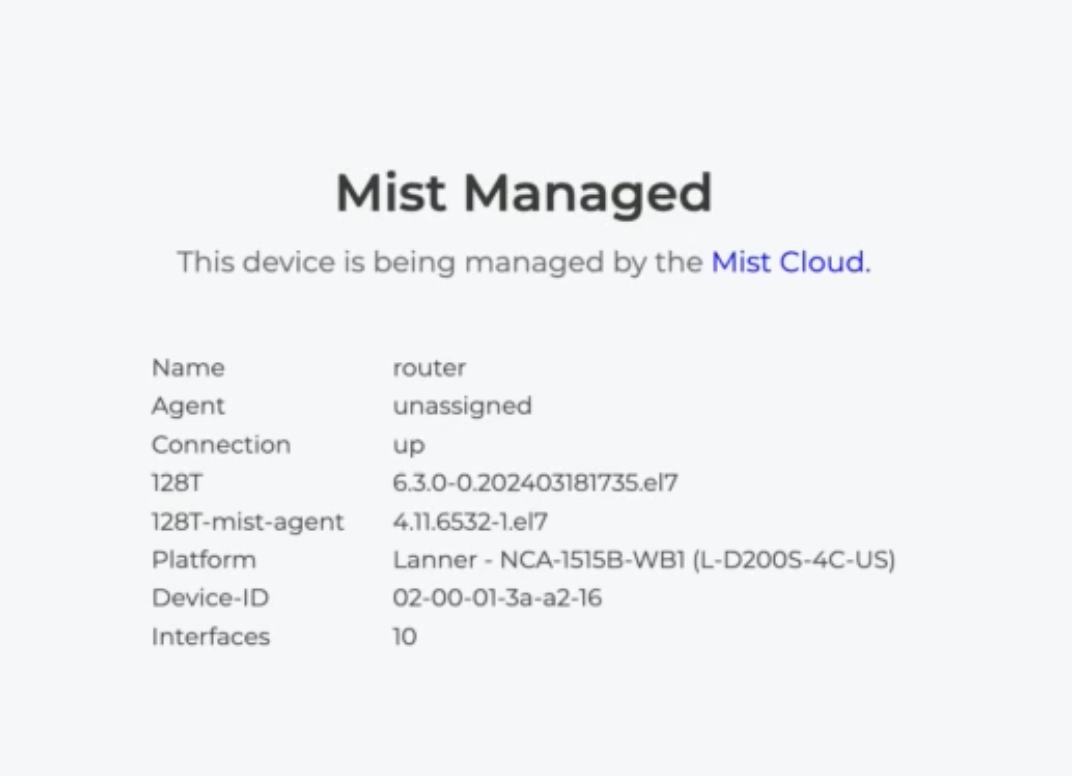 Mist Managed
This device is being managed by the Mist Cloud.
Name router
Agent unassigned
Connection up
128T 6.3.0-0.202403181735.el7
128T-mist-agent 4.11.6532-1.el7
Platform Lanner - NCA-1515B-WB1 (L-D200S-4C-US)
Device-ID 02-00-01-3a-a2-16
Interfaces 10